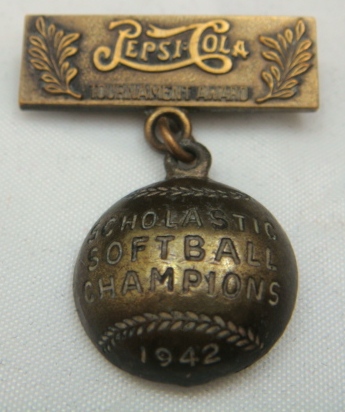 PEPSI-COLA
TOURNAMENT AWARD
SCHOLASTIC
SOFTBALL
CHAMPIONS
1942